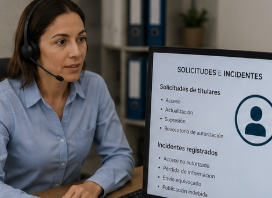 SOLICITUDES E INCIDENTES
Solicitudes de titulares
• Acceso
• Actualización
• Supresión
• Revocatoria de autorización
Incidentes registrados
• Acceso no autorizado
• Pérdida de información
• Envío equivocado
• Publicación indebida